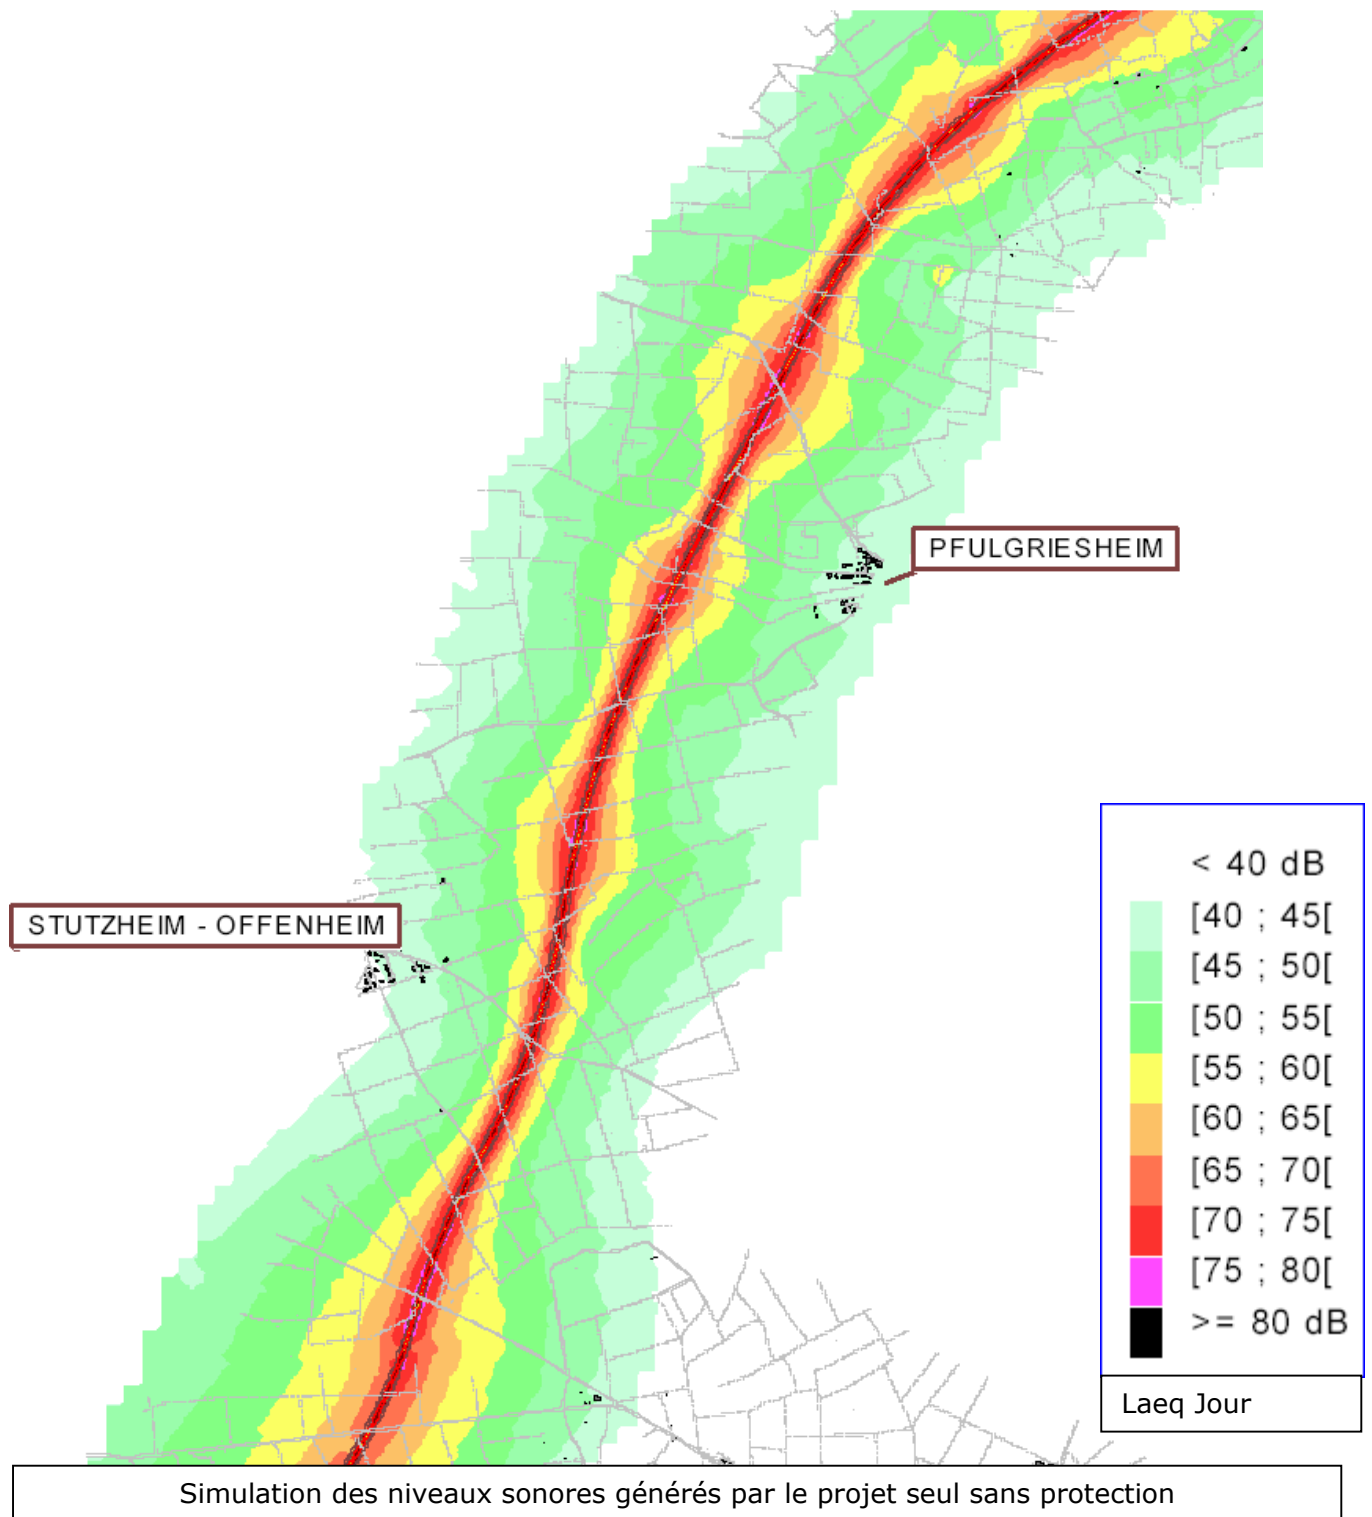 PFULGRIESHEIM
STUTZHEIM - OFFENHEIM
< 40 dB
[40 ; 45[
[45 ; 50[
[50 ; 55[
[55 ; 60[
[60 ; 65[
[65 ; 70[
[70 ; 75[
[75 ; 80[
>= 80 dB
Laeq Jour
Simulation des niveaux sonores générés par le projet seul sans protection